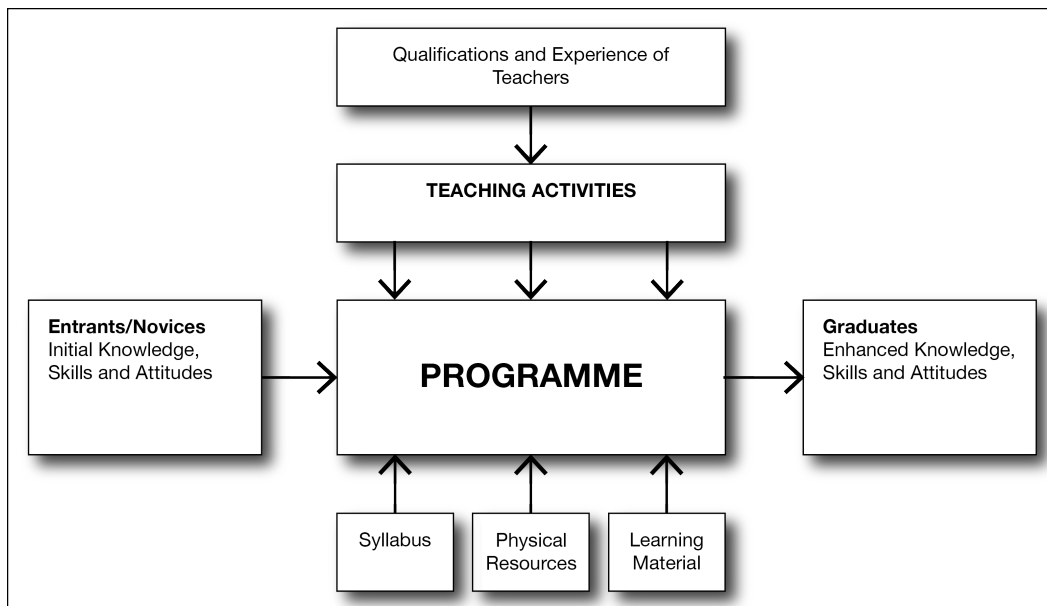 Qualifications and Experience of
Teachers
TEACHING ACTIVITIES
Entrants/Novices
Initial Knowledge,
Skills and Attitudes
PROGRAMME
Graduates
Enhanced Knowledge,
Skills and Attitudes
Syllabus
Physical
Resources
Learning
Material